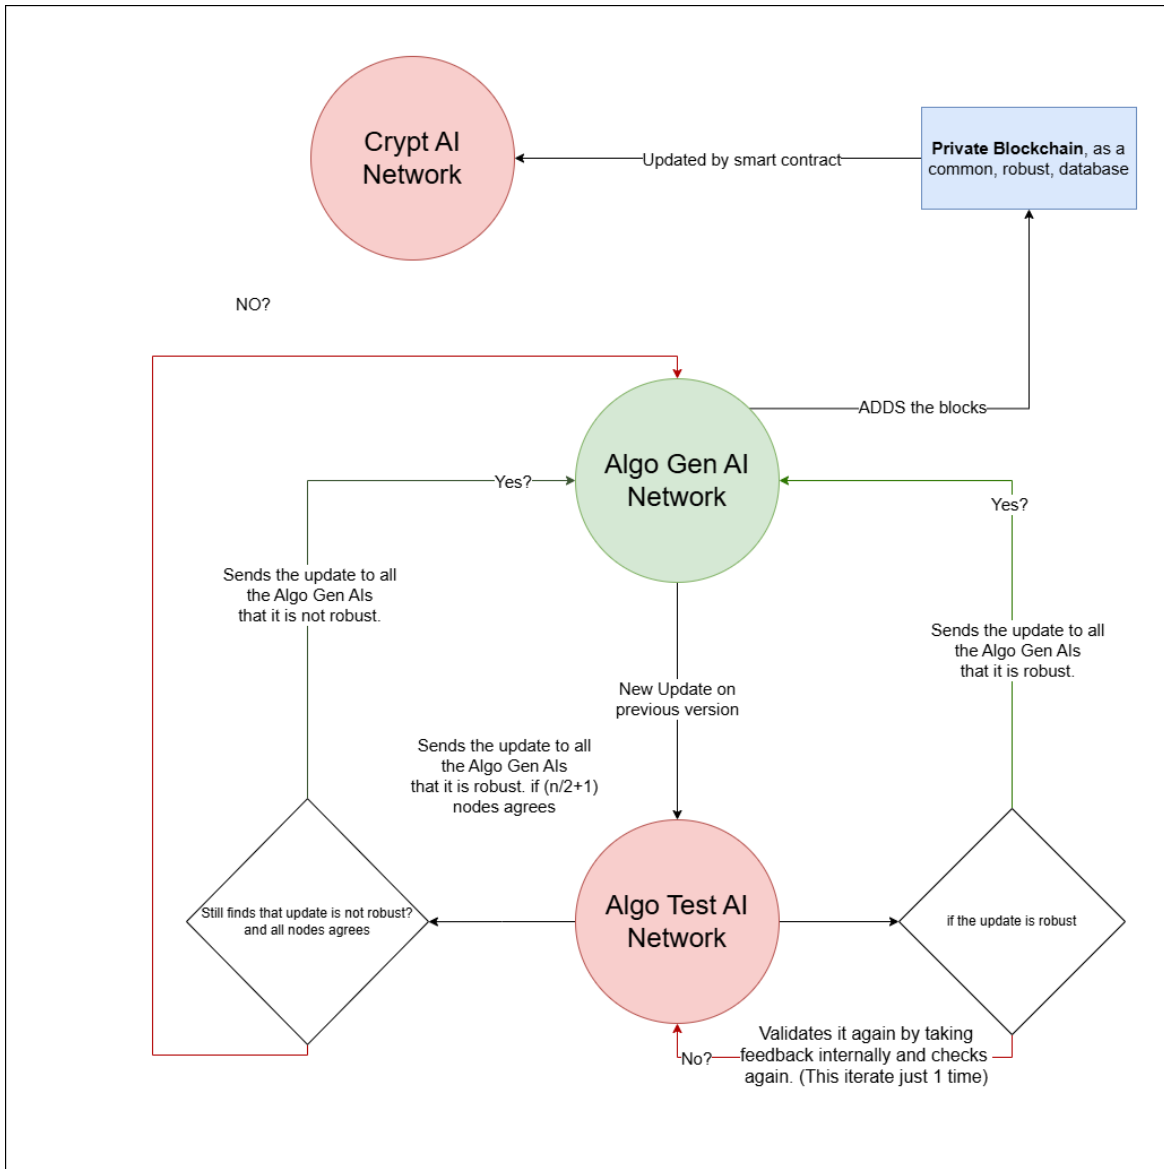 Crypt AI
Network
Updated by smart contract
Private Blockchain, as a
common, robust, database
NO?
ADDS the blocks
Algo Gen AI
Network
Yes?
Yes?
Sends the update to all
the Algo Gen AIs
that it is not robust.
Sends the update to all
the Algo Gen AIs
that it is robust.
New Update on
previous version
Sends the update to all
the Algo Gen AIs
that it is robust. if (n/2+1)
nodes agrees
Still finds that update is not robust?
and all nodes agrees
Algo Test AI
Network
if the update is robust
No?
Validates it again by taking
feedback internally and checks
again. (This iterate just 1 time)